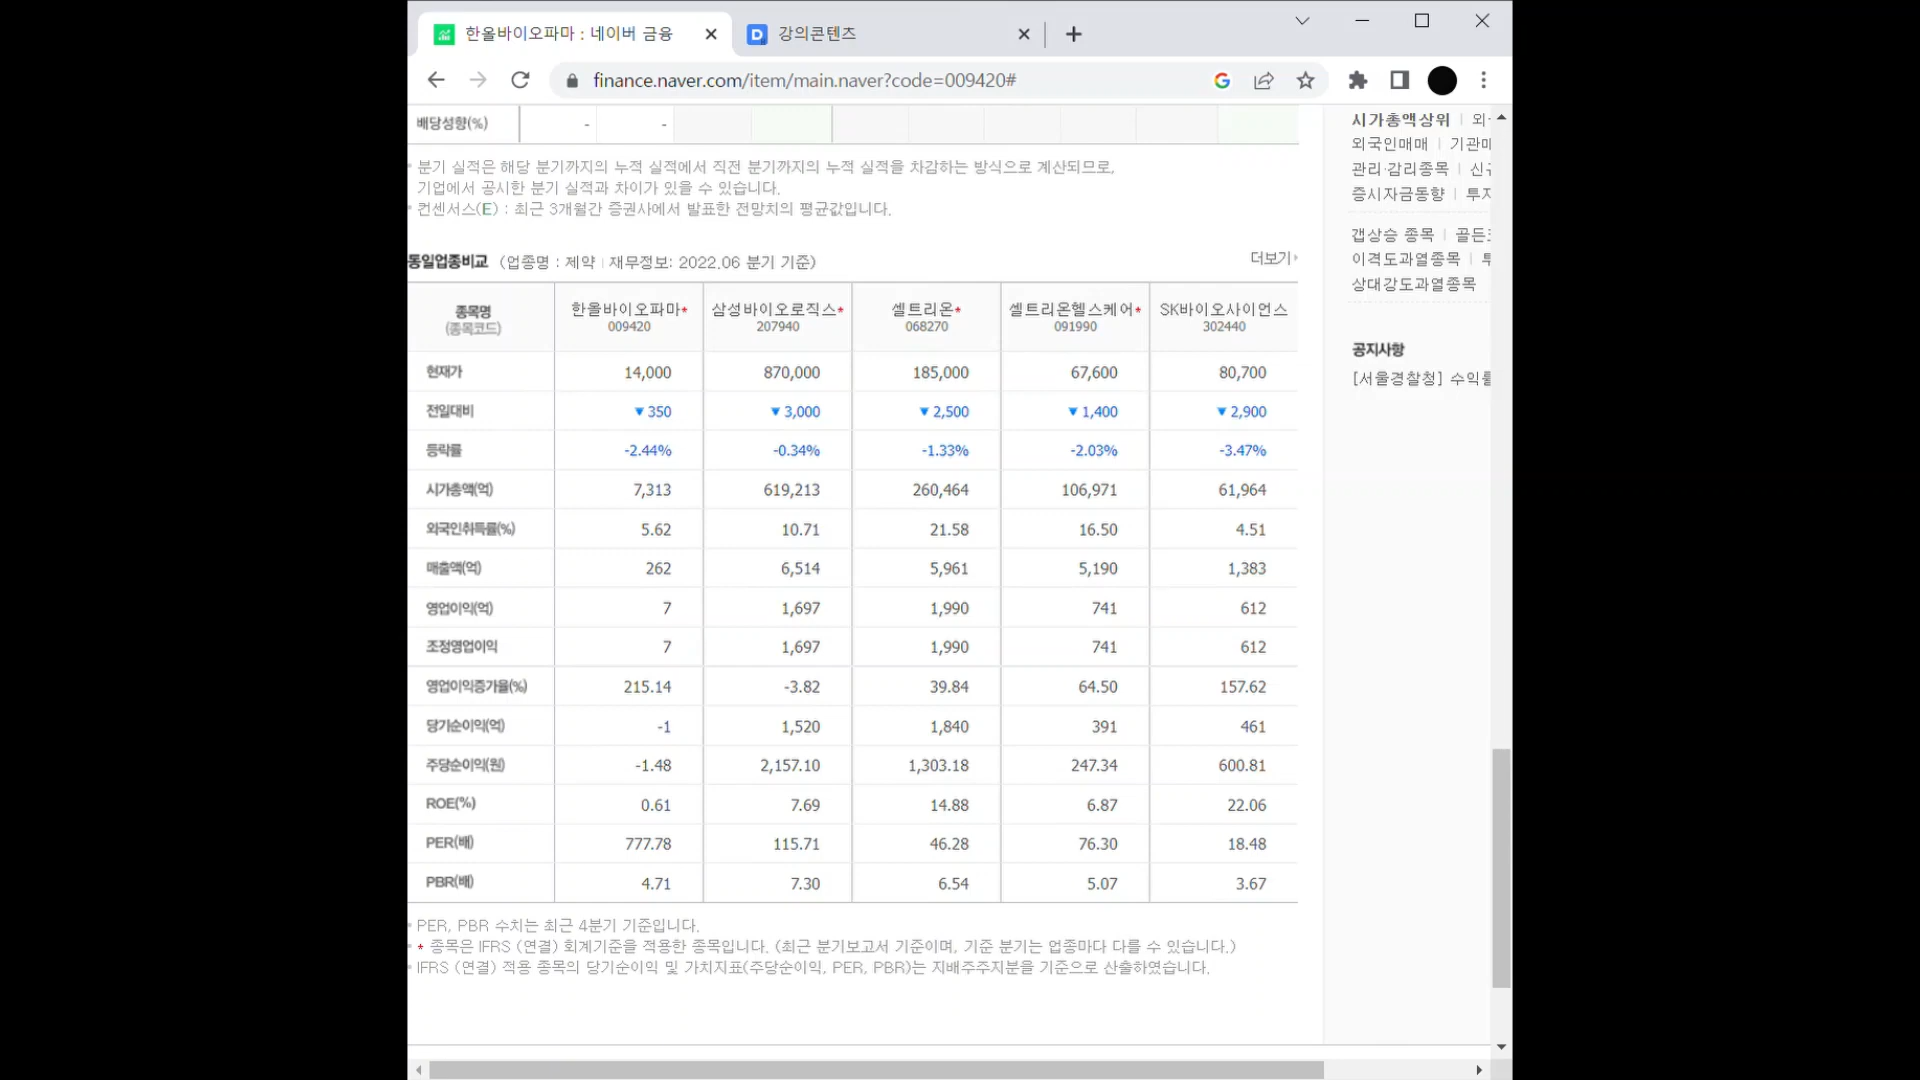 한올바이오파마 : 네이버 금융
강의콘텐츠
finance.naver.com/item/main.naver?code=009420#
배당성향(%) - -
분기 실적은 해당 분기까지의 누적 실적에서 직전 분기까지의 누적 실적을 차감하는 방식으로 계산되므로,
기업에서 공시한 분기 실적과 차이가 있을 수 있습니다.
컨센서스(E) : 최근 3개월간 증권사에서 발표한 전망치의 평균값입니다.
동일업종비교 (업종명 : 제약 | 재무정보: 2022.06 분기 기준) 더보기
종목명 한올바이오파마* 삼성바이오로직스* 셀트리온* 셀트리온헬스케어* SK바이오사이언스
(종목코드) 009420 207940 068270 091990 302440
현재가 14,000 870,000 185,000 67,600 80,700
전일대비 ▼350 ▼3,000 ▼2,500 ▼1,400 ▼2,900
등락률 -2.44% -0.34% -1.33% -2.03% -3.47%
시가총액(억) 7,313 619,213 260,464 106,971 61,964
외국인취득률(%) 5.62 10.71 21.58 16.50 4.51
매출액(억) 262 6,514 5,961 5,190 1,383
영업이익(억) 7 1,697 1,990 741 612
조정영업이익 7 1,697 1,990 741 612
영업이익증가율(%) 215.14 -3.82 39.84 64.50 157.62
당기순이익(억) -1 1,520 1,840 391 461
주당순이익(원) -1.48 2,157.10 1,303.18 247.34 600.81
ROE(%) 0.61 7.69 14.88 6.87 22.06
PER(배) 777.78 115.71 46.28 76.30 18.48
PBR(배) 4.71 7.30 6.54 5.07 3.67
PER, PBR 수치는 최근 4분기 기준입니다.
* 종목은 IFRS (연결) 회계기준을 적용한 종목입니다. (최근 분기보고서 기준이며, 기준 분기는 업종마다 다를 수 있습니다.)
IFRS (연결) 적용 종목의 당기순이익 및 가치지표(주당순이익, PER, PBR)는 지배주주지분을 기준으로 산출하였습니다.
시가총액상위 | 외
외국인매매 | 기관
관리·감리종목 | 신
증시자금동향 | 투
갭상승 종목 | 골든
이격도과열종목 | 투
상대강도과열종목
공지사항
[서울경찰청] 수익